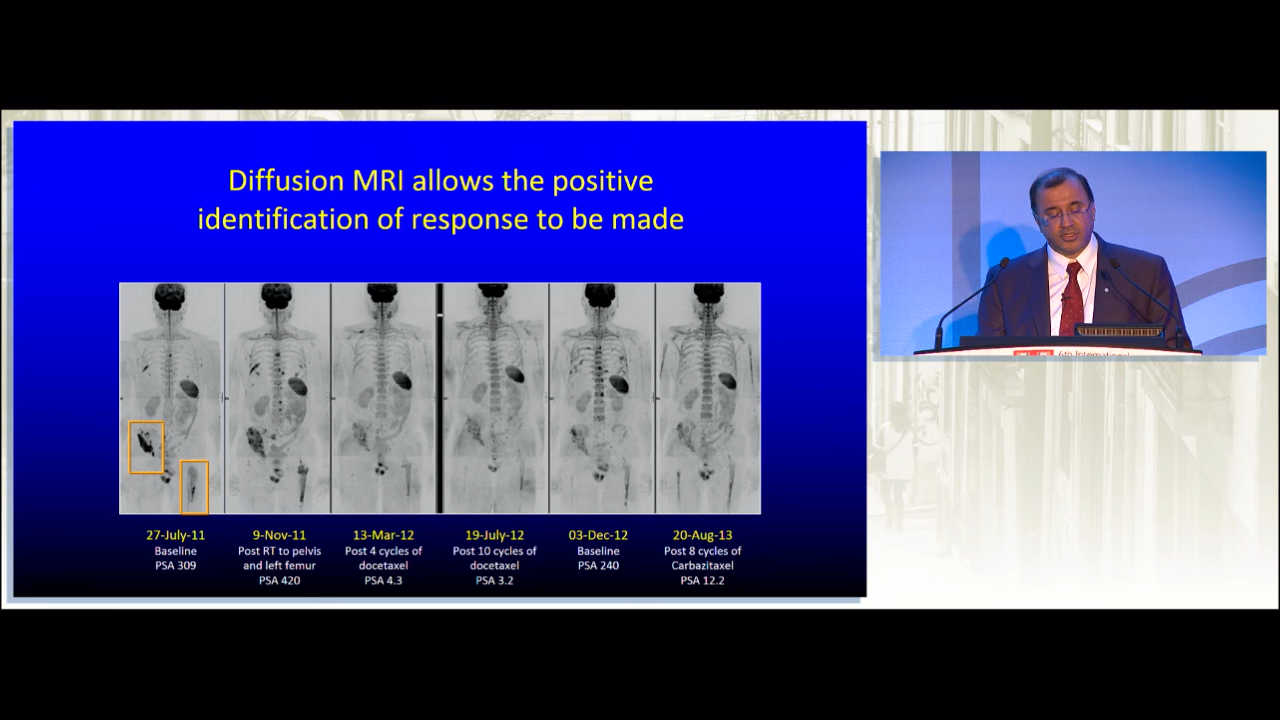 Diffusion MRI allows the positive
identification of response to be made
27-July-11
Baseline
PSA 309
9-Nov-11
Post RT to pelvis
and left femur
PSA 420
13-Mar-12
Post 4 cycles of
docetaxel
PSA 4.3
19-July-12
Post 10 cycles of
docetaxel
PSA 3.2
03-Dec-12
Baseline
PSA 240
20-Aug-13
Post 8 cycles of
Carbazitaxel
PSA 12.2
6th International